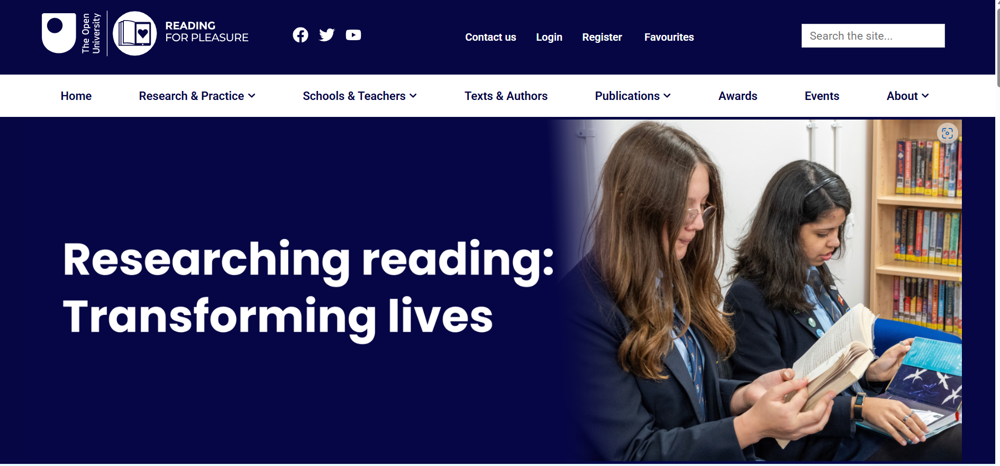 The Open
University
READING
FOR PLEASURE
Contact us
Login
Register
Favourites
Search the site...
Home
Research & Practice
Schools & Teachers
Texts & Authors
Publications
Awards
Events
About
Researching reading:
Transforming lives